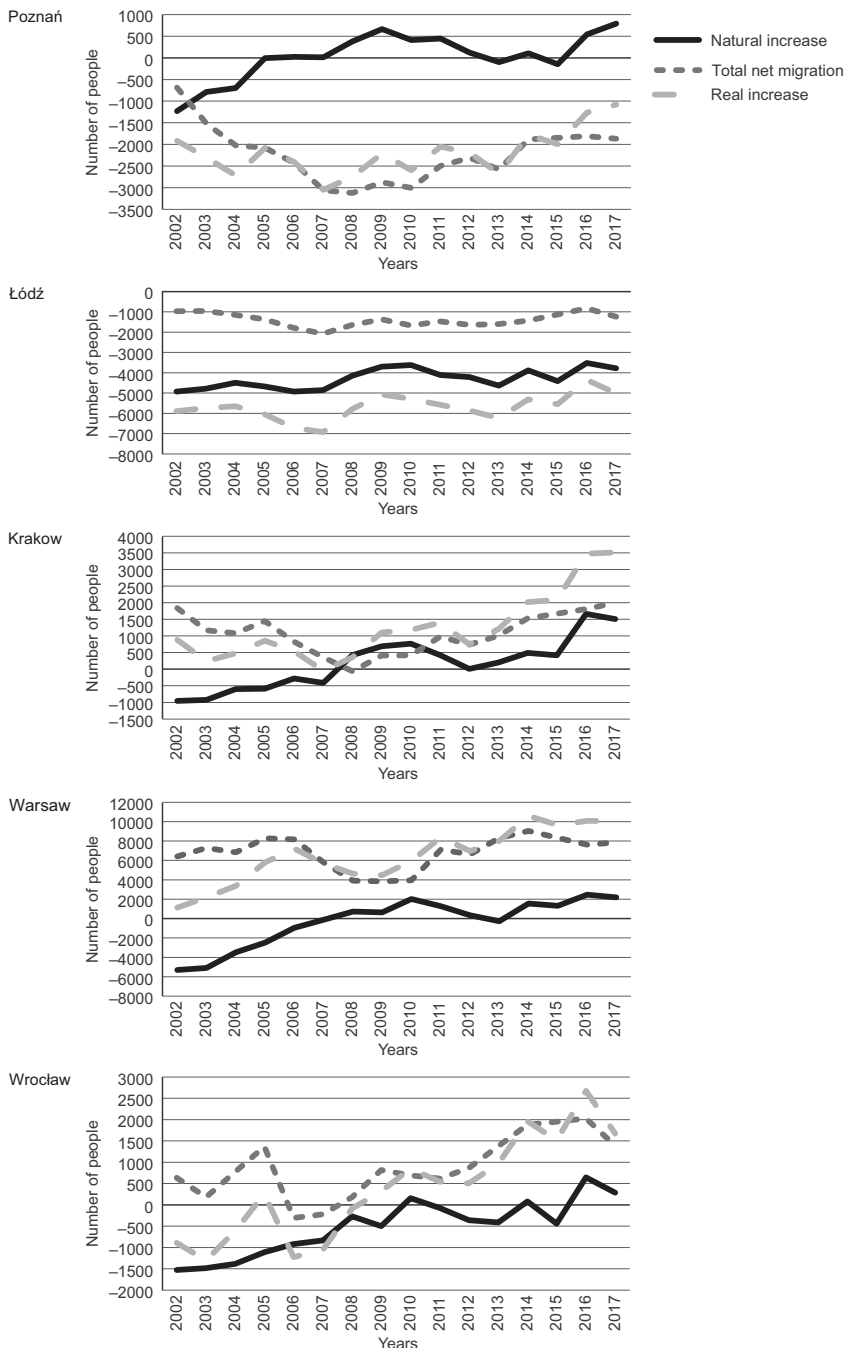 Poznań
Number of people
1000
500
0
–500
–1000
–1500
–2000
–2500
–3000
–3500
2002 2003 2004 2005 2006 2007 2008 2009 2010 2011 2012 2013 2014 2015 2016 2017
Years
Natural increase
Total net migration
Real increase
Łódź
Number of people
0
–1000
–2000
–3000
–4000
–5000
–6000
–7000
–8000
2002 2003 2004 2005 2006 2007 2008 2009 2010 2011 2012 2013 2014 2015 2016 2017
Years
Krakow
Number of people
4000
3500
3000
2500
2000
1500
1000
500
0
–500
–1000
–1500
2002 2003 2004 2005 2006 2007 2008 2009 2010 2011 2012 2013 2014 2015 2016 2017
Years
Warsaw
Number of people
12000
10000
8000
6000
4000
2000
0
–2000
–4000
–6000
–8000
2002 2003 2004 2005 2006 2007 2008 2009 2010 2011 2012 2013 2014 2015 2016 2017
Years
Wrocław
Number of people
3000
2500
2000
1500
1000
500
0
–500
–1000
–1500
–2000
2002 2003 2004 2005 2006 2007 2008 2009 2010 2011 2012 2013 2014 2015 2016 2017
Years